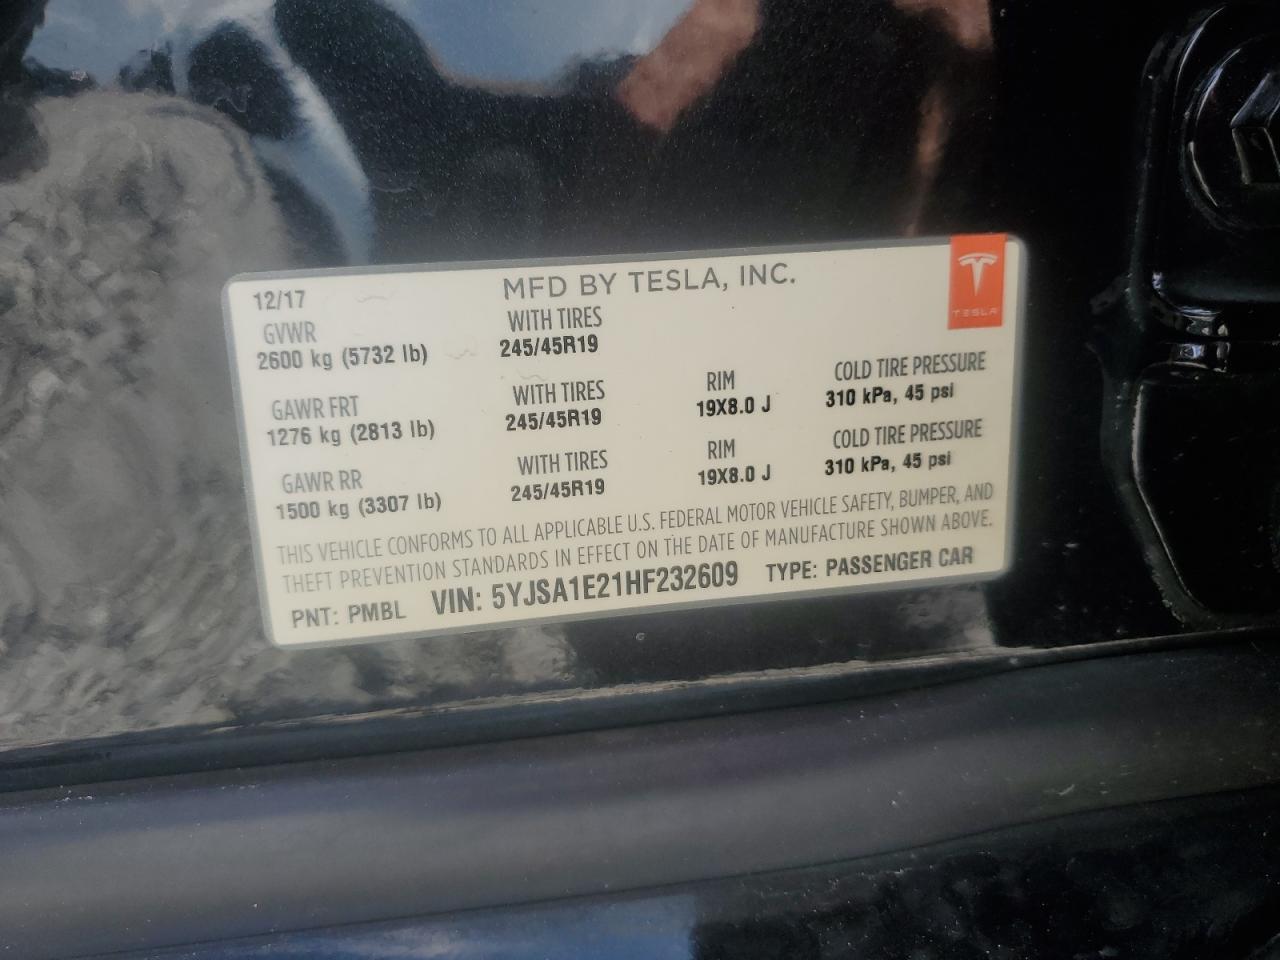 12/17 MFD BY TESLA, INC.
TESLA
GVWR WITH TIRES
2600 kg (5732 lb) 245/45R19
GAWR FRT WITH TIRES RIM COLD TIRE PRESSURE
1276 kg (2813 lb) 245/45R19 19X8.0 J 310 kPa, 45 psi
GAWR RR WITH TIRES RIM COLD TIRE PRESSURE
1500 kg (3307 lb) 245/45R19 19X8.0 J 310 kPa, 45 psi
THIS VEHICLE CONFORMS TO ALL APPLICABLE U.S. FEDERAL MOTOR VEHICLE SAFETY, BUMPER, AND
THEFT PREVENTION STANDARDS IN EFFECT ON THE DATE OF MANUFACTURE SHOWN ABOVE.
PNT: PMBL VIN: 5YJSA1E21HF232609 TYPE: PASSENGER CAR